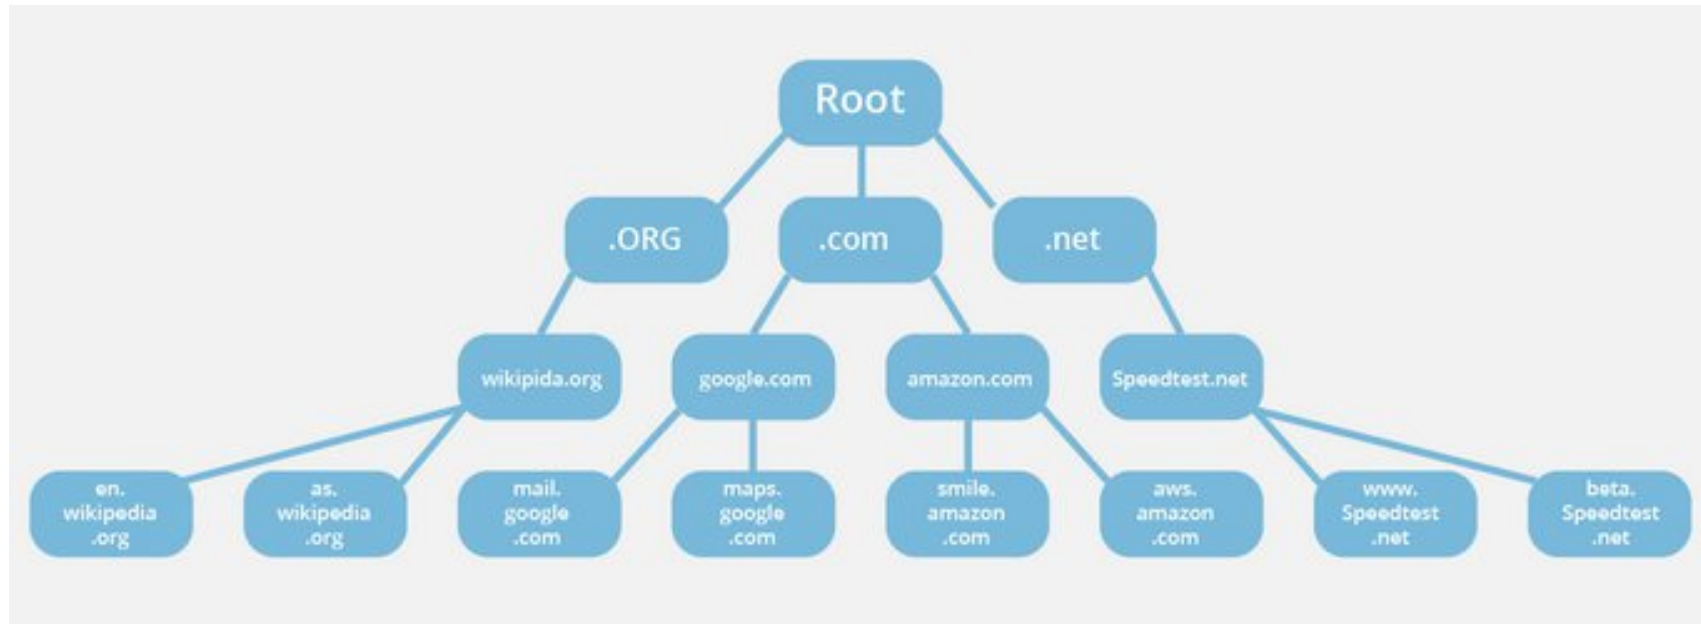 Root
.ORG
.com
.net
wikipida.org
google.com
amazon.com
Speedtest.net
en.
wikipedia
.org
as.
wikipedia
.org
mail.
google
.com
maps.
google
.com
smile.
amazon
.com
aws.
amazon
.com
www.
Speedtest
.net
beta.
Speedtest
.net